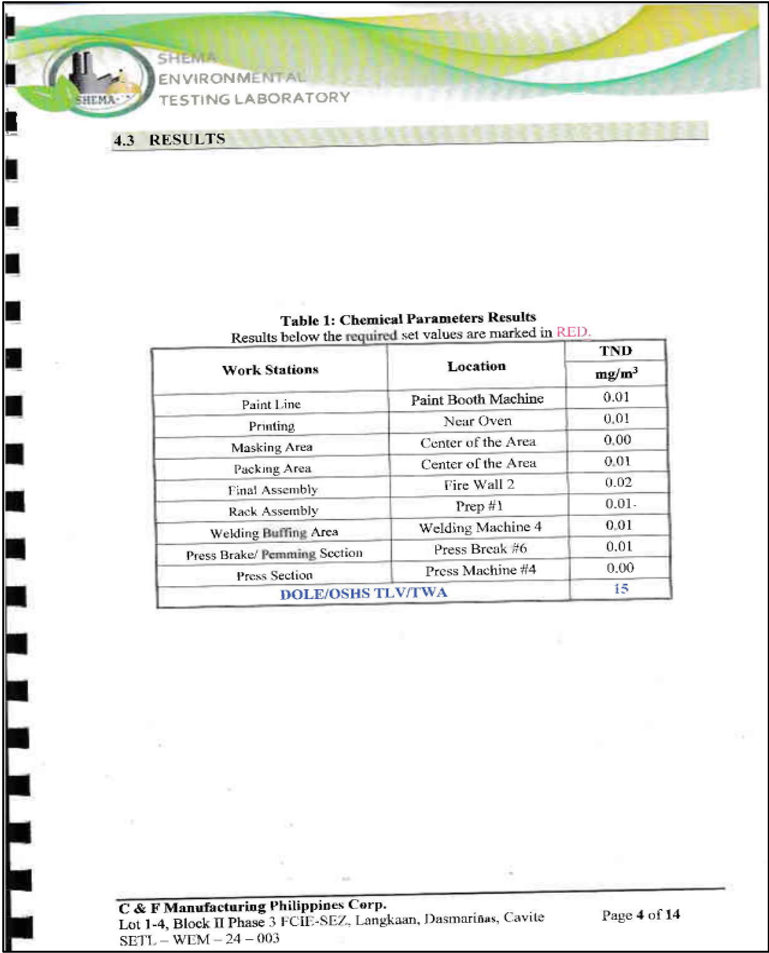 SHEMA
ENVIRONMENTAL
TESTING LABORATORY
SHEMA
4.3 RESULTS
Table 1: Chemical Parameters Results
Results below the required set values are marked in RED.
Work Stations Location TND
mg/m³
Paint Line Paint Booth Machine 0.01
Printing Near Oven 0.01
Masking Area Center of the Area 0.00
Packing Area Center of the Area 0.01
Final Assembly Fire Wall 2 0.02
Rack Assembly Prep #1 0.01
Welding Buffing Area Welding Machine 4 0.01
Press Brake/ Pemming Section Press Break #6 0.01
Press Section Press Machine #4 0.00
DOLE/OSHS TLV/TWA 15
C & F Manufacturing Philippines Corp.
Lot 1-4, Block II Phase 3 FCIE-SEZ, Langkaan, Dasmariñas, Cavite Page 4 of 14
SETL – WEM – 24 – 003